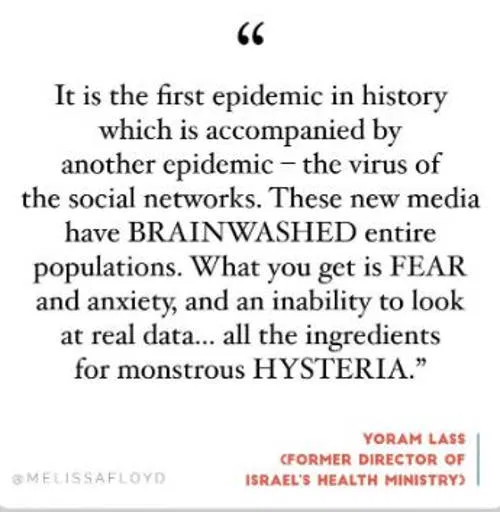 “
It is the first epidemic in history
which is accompanied by
another epidemic – the virus of
the social networks. These new media
have BRAINWASHED entire
populations. What you get is FEAR
and anxiety, and an inability to look
at real data... all the ingredients
for monstrous HYSTERIA.”
YORAM LASS
(FORMER DIRECTOR OF
ISRAEL'S HEALTH MINISTRY)
@MELISSAFLOYD